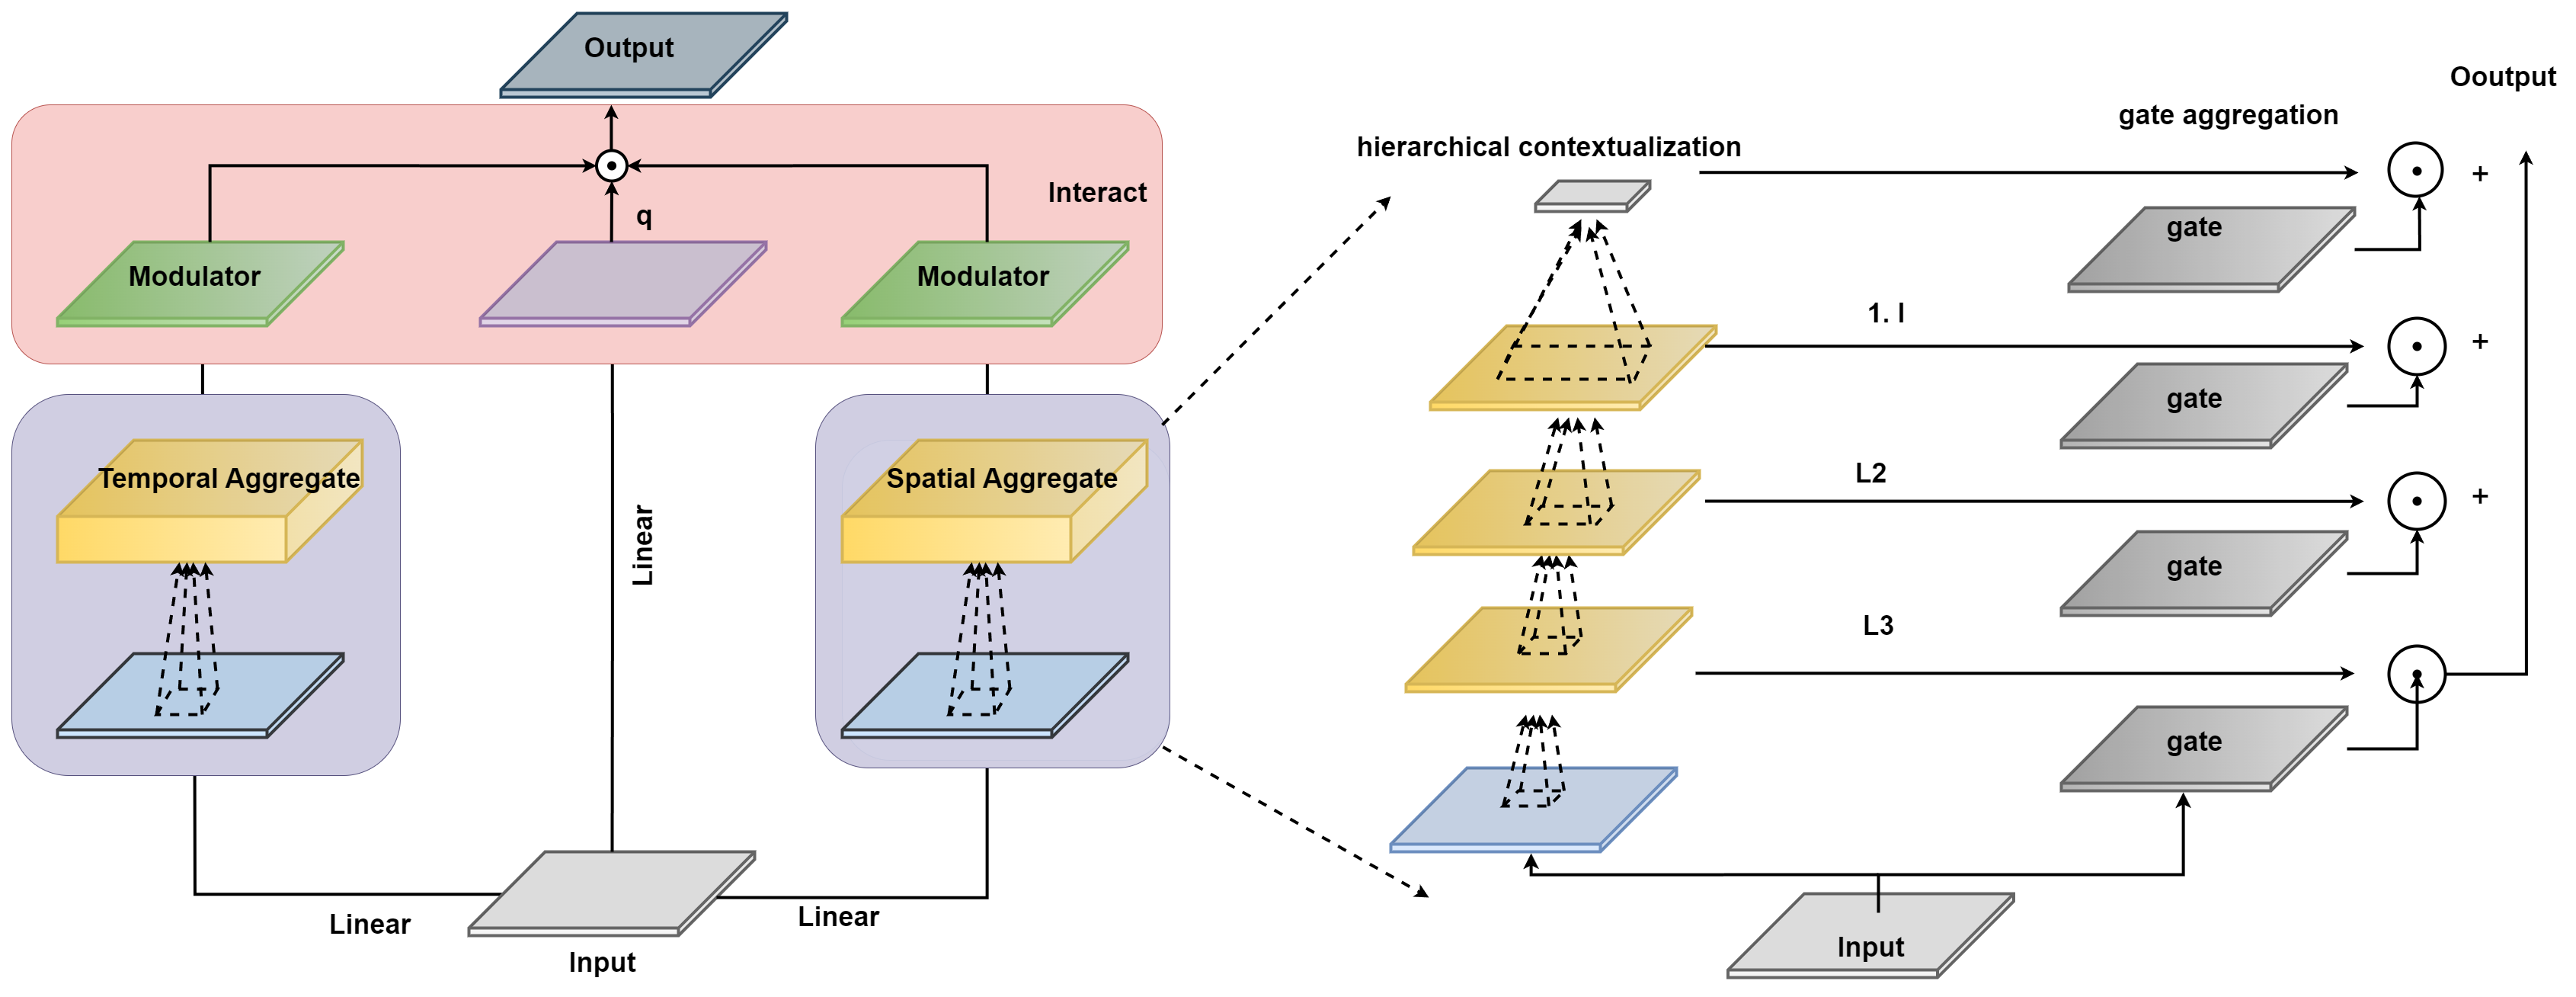 Output
Interact
q
Modulator
Modulator
Temporal Aggregate
Spatial Aggregate
Linear
Linear
Linear
Input
Ooutput
gate aggregation
hierarchical contextualization
gate
1. l
gate
L2
gate
L3
gate
Input
+
+
+